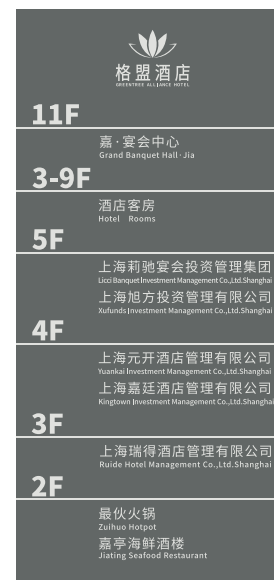 格盟酒店
GREENTREE ALLIANCE HOTEL
11F
嘉·宴会中心
Grand Banquet Hall·Jia
3-9F
酒店客房
Hotel Rooms
5F
上海莉驰宴会投资管理集团
Licci Banquet Investment Management Co.,Ltd.Shanghai
上海旭方投资管理有限公司
Xufunds Investment Management Co.,Ltd.Shanghai
4F
上海元开酒店管理有限公司
Yuankai Investment Management Co.,Ltd.Shanghai
上海嘉廷酒店管理有限公司
Kingtown Investment Management Co.,Ltd.Shanghai
3F
上海瑞得酒店管理有限公司
Ruide Hotel Management Co.,Ltd.Shanghai
2F
最伙火锅
Zuihuo Hotpot
嘉亭海鲜酒楼
Jiating Seafood Restaurant